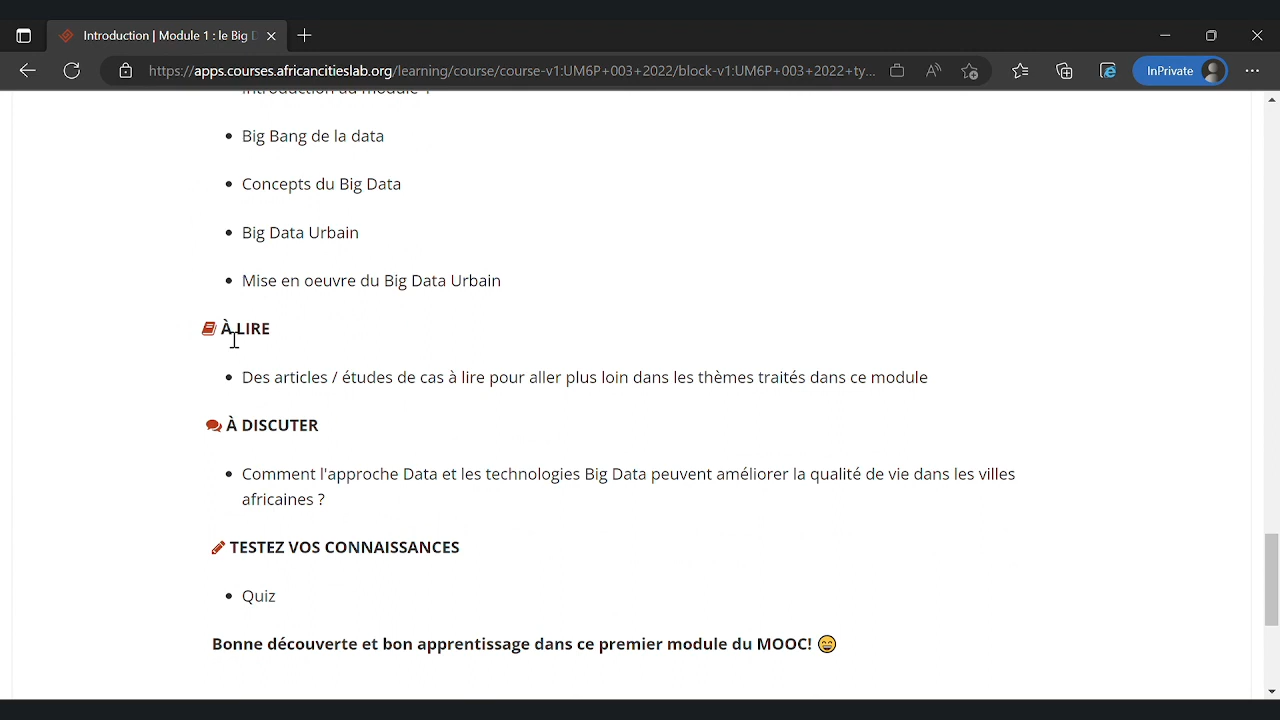 Introduction | Module 1 : le Big D
https://apps.courses.africancitieslab.org/learning/course/course-v1:UM6P+003+2022/block-v1:UM6P+003+2022+ty...
InPrivate
Introduction au module 1
Big Bang de la data
Concepts du Big Data
Big Data Urbain
Mise en oeuvre du Big Data Urbain
À LIRE
Des articles / études de cas à lire pour aller plus loin dans les thèmes traités dans ce module
À DISCUTER
Comment l'approche Data et les technologies Big Data peuvent améliorer la qualité de vie dans les villes
africaines ?
TESTEZ VOS CONNAISSANCES
Quiz
Bonne découverte et bon apprentissage dans ce premier module du MOOC! 😄